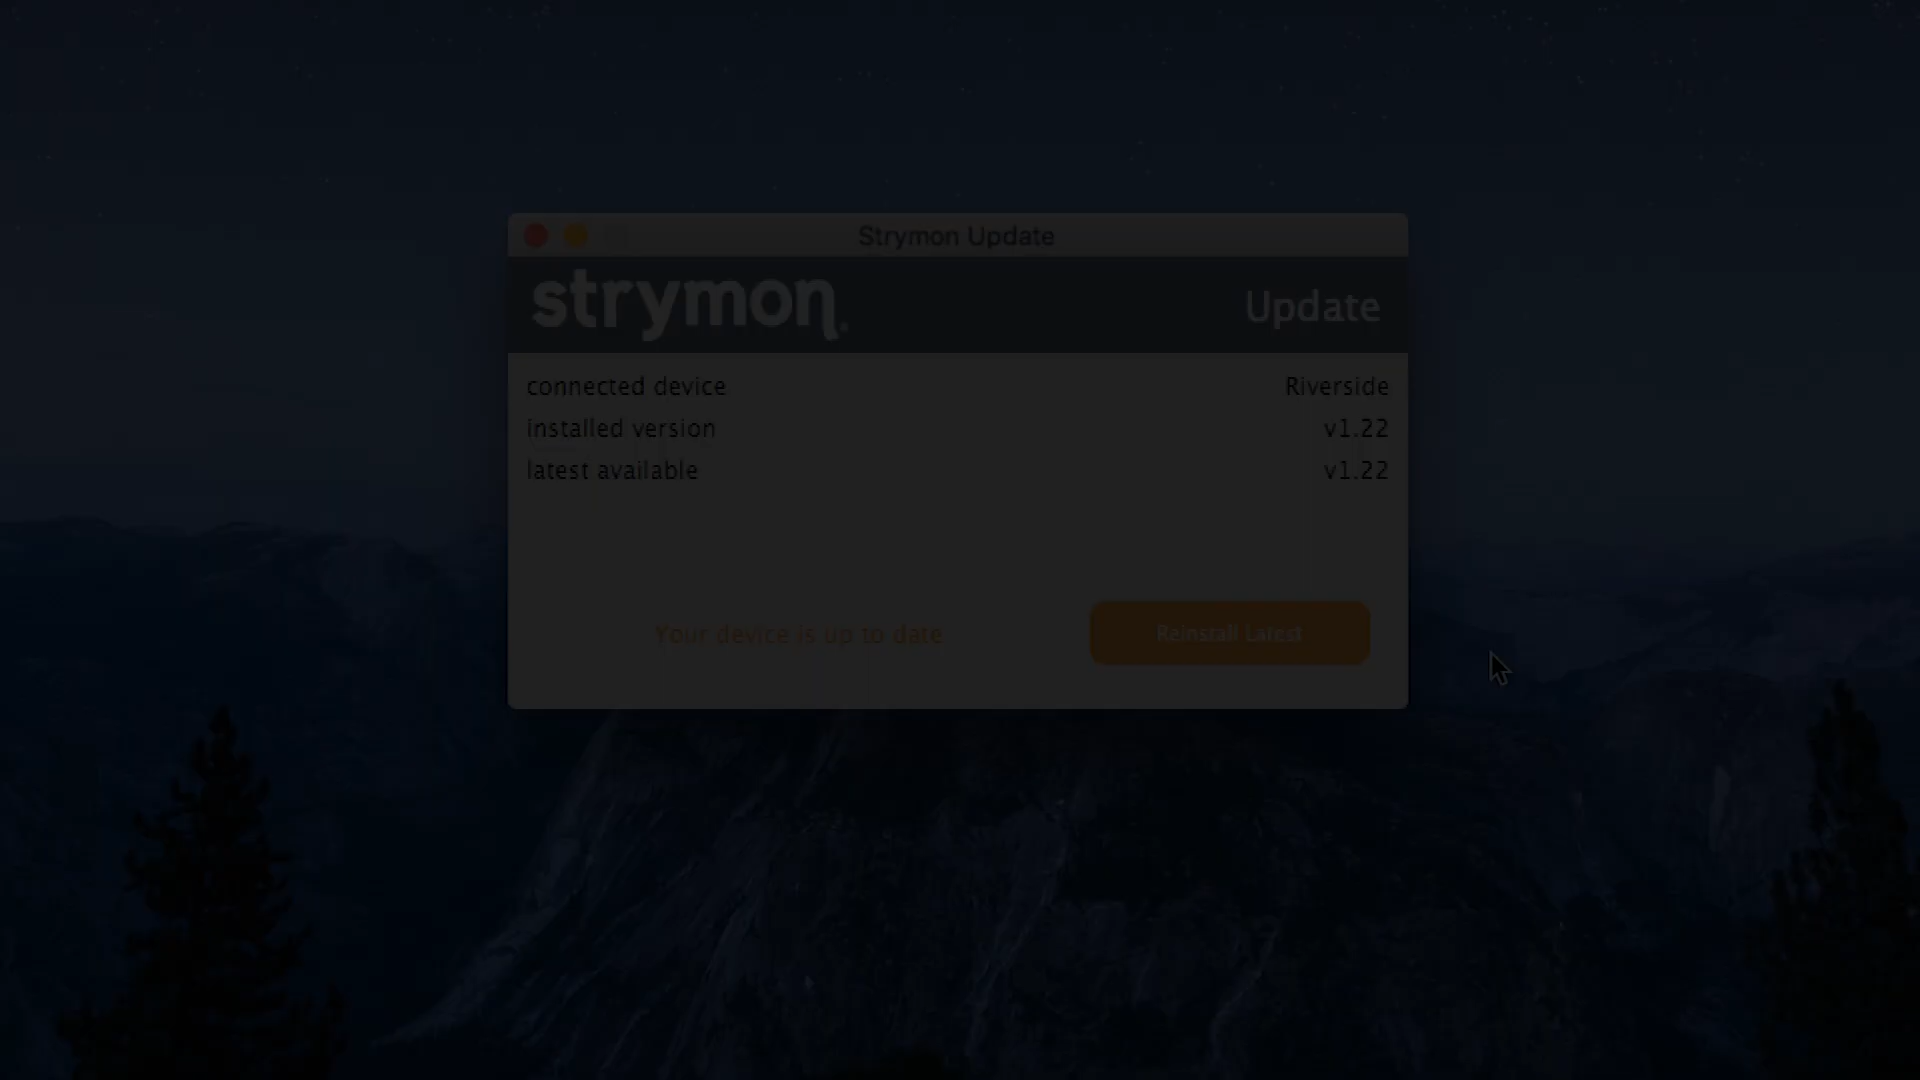 Strymon Update
strymon
Update
connected device Riverside
installed version v1.22
latest available v1.22
Your device is up to date
Reinstall Latest